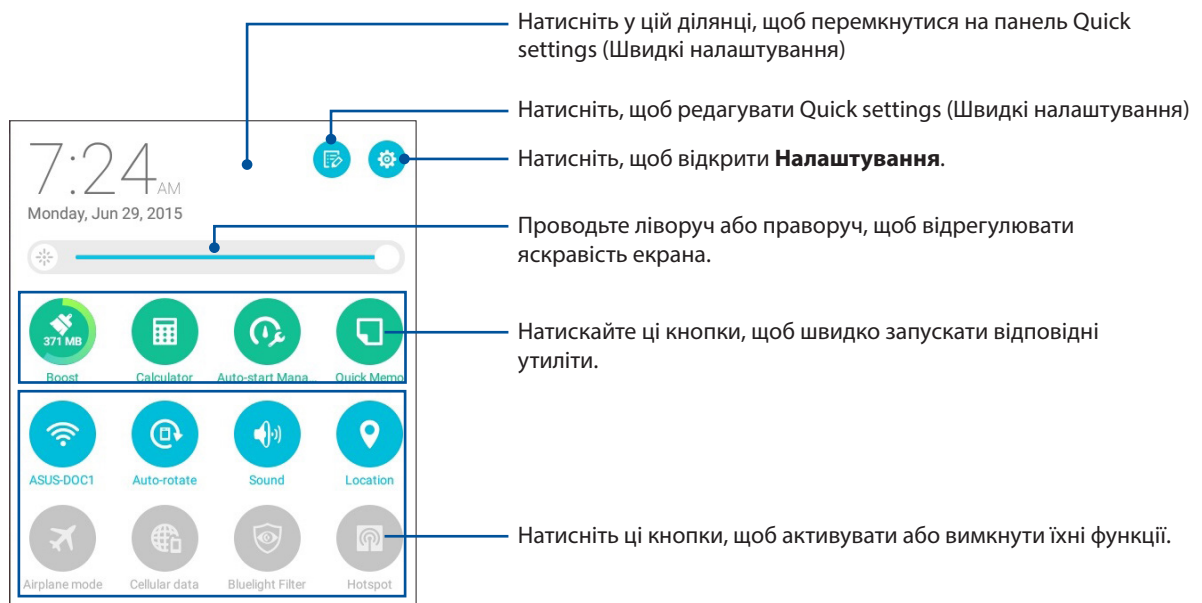 Натисніть у цій ділянці, щоб перемкнутися на панель Quick
settings (Швидкі налаштування)
Натисніть, щоб редагувати Quick settings (Швидкі налаштування)
Натисніть, щоб відкрити Налаштування.
7:24 AM
Monday, Jun 29, 2015
Проводьте ліворуч або праворуч, щоб відрегулювати
яскравість екрана.
371 MB
Boost Calculator Auto-start Mana... Quick Memo
Натискайте ці кнопки, щоб швидко запускати відповідні
утиліти.
ASUS-DOC1 Auto-rotate Sound Location
Натисніть ці кнопки, щоб активувати або вимкнути їхні функції.
Airplane mode Cellular data Bluelight Filter Hotspot